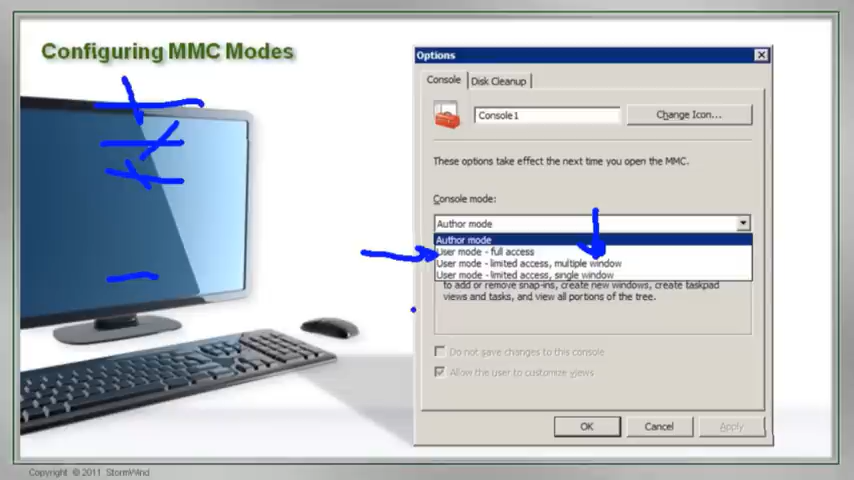 Configuring MMC Modes
Options
Console
Disk Cleanup
Console1
Change Icon...
These options take effect the next time you open the MMC.
Console mode:
Author mode
Author mode
User mode - full access
User mode - limited access, multiple window
User mode - limited access, single window
to add or remove snap-ins, create new windows, create taskpad
views and tasks, and view all portions of the tree.
Do not save changes to this console
Allow the user to customize views
OK
Cancel
Apply
Copyright © 2011 StormWind